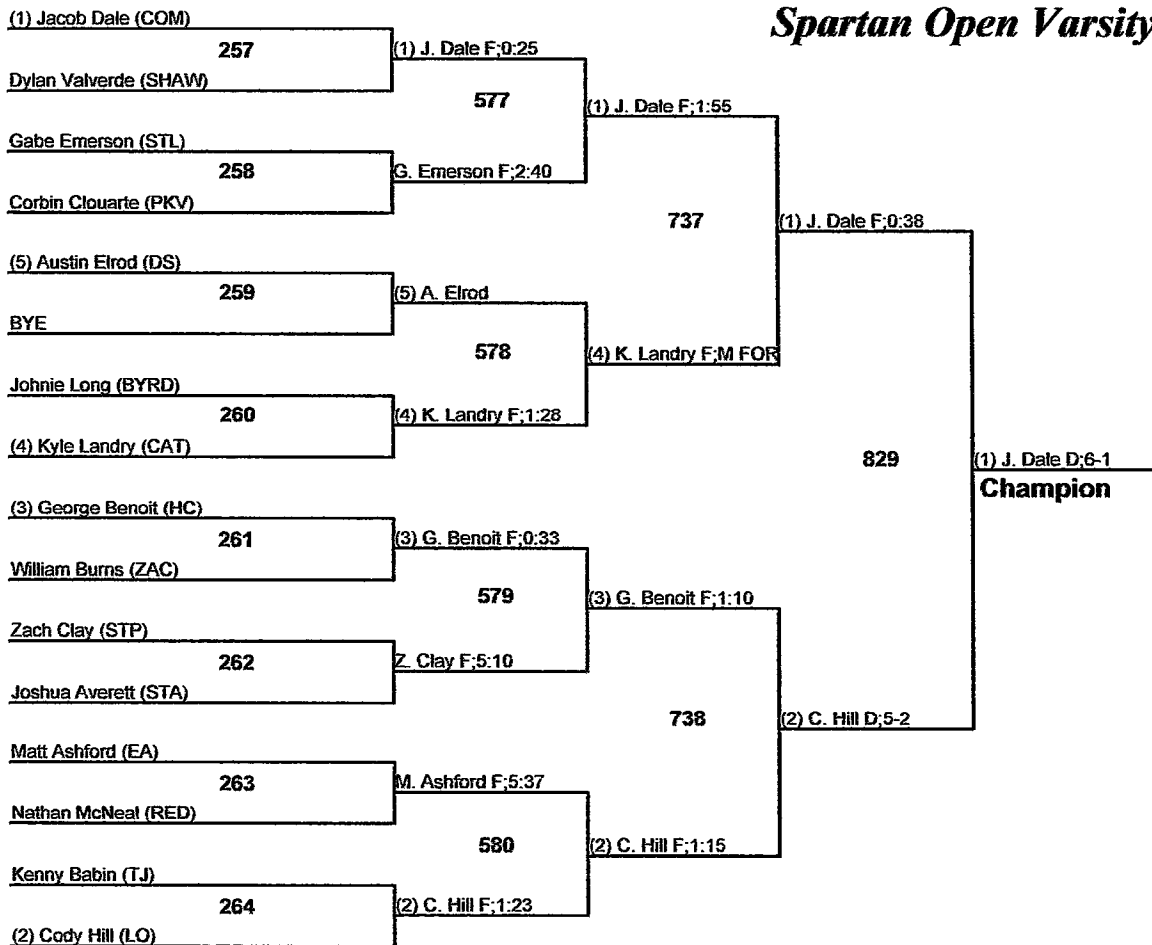 Spartan Open Varsity
(1) Jacob Dale (COM)
257
Dylan Valverde (SHAW)
(1) J. Dale F;0:25
577
Gabe Emerson (STL)
258
Corbin Clouarte (PKV)
G. Emerson F;2:40
(1) J. Dale F;1:55
737
(5) Austin Elrod (DS)
259
BYE
(5) A. Elrod
578
Johnie Long (BYRD)
260
(4) Kyle Landry (CAT)
(4) K. Landry F;1:28
(4) K. Landry F;M FOR
(1) J. Dale F;0:38
829
(1) J. Dale D;6-1
Champion
(3) George Benoit (HC)
261
William Burns (ZAC)
(3) G. Benoit F;0:33
579
Zach Clay (STP)
262
Joshua Averett (STA)
Z. Clay F;5:10
(3) G. Benoit F;1:10
738
(2) C. Hill D;5-2
Matt Ashford (EA)
263
Nathan McNeal (RED)
M. Ashford F;5:37
580
Kenny Babin (TJ)
264
(2) Cody Hill (LO)
(2) C. Hill F;1:23
(2) C. Hill F;1:15